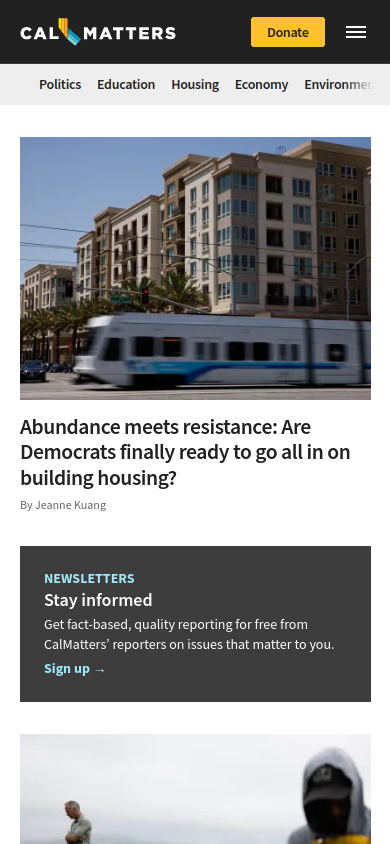 CAL MATTERS
Donate
Politics Education Housing Economy
Abundance meets resistance: Are
Democrats finally ready to go all in on
building housing?
By Jeanne Kuang
NEWSLETTERS
Stay informed
Get fact-based, quality reporting for free from
CalMatters’ reporters on issues that matter to you.
Sign up →